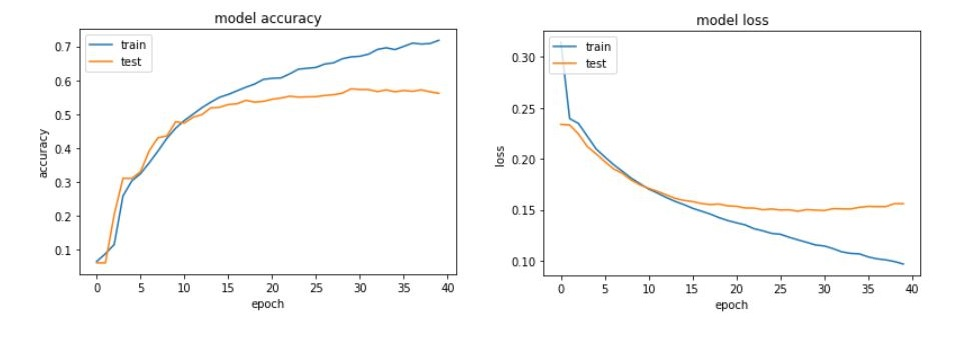 model accuracy
train
test
0.7
0.6
0.5
0.4
0.3
0.2
0.1
accuracy
0 5 10 15 20 25 30 35 40
epoch
model loss
train
test
0.30
0.25
0.20
0.15
0.10
loss
0 5 10 15 20 25 30 35 40
epoch